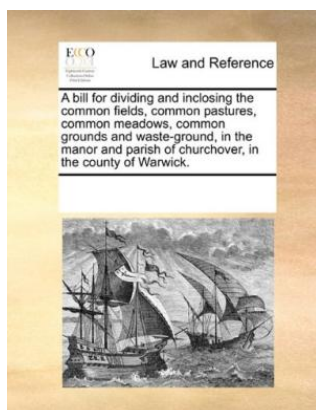 ECCO
Law and Reference
A bill for dividing and inclosing the
common fields, common pastures,
common meadows, common
grounds and waste-ground, in the
manor and parish of churchover, in
the county of Warwick.